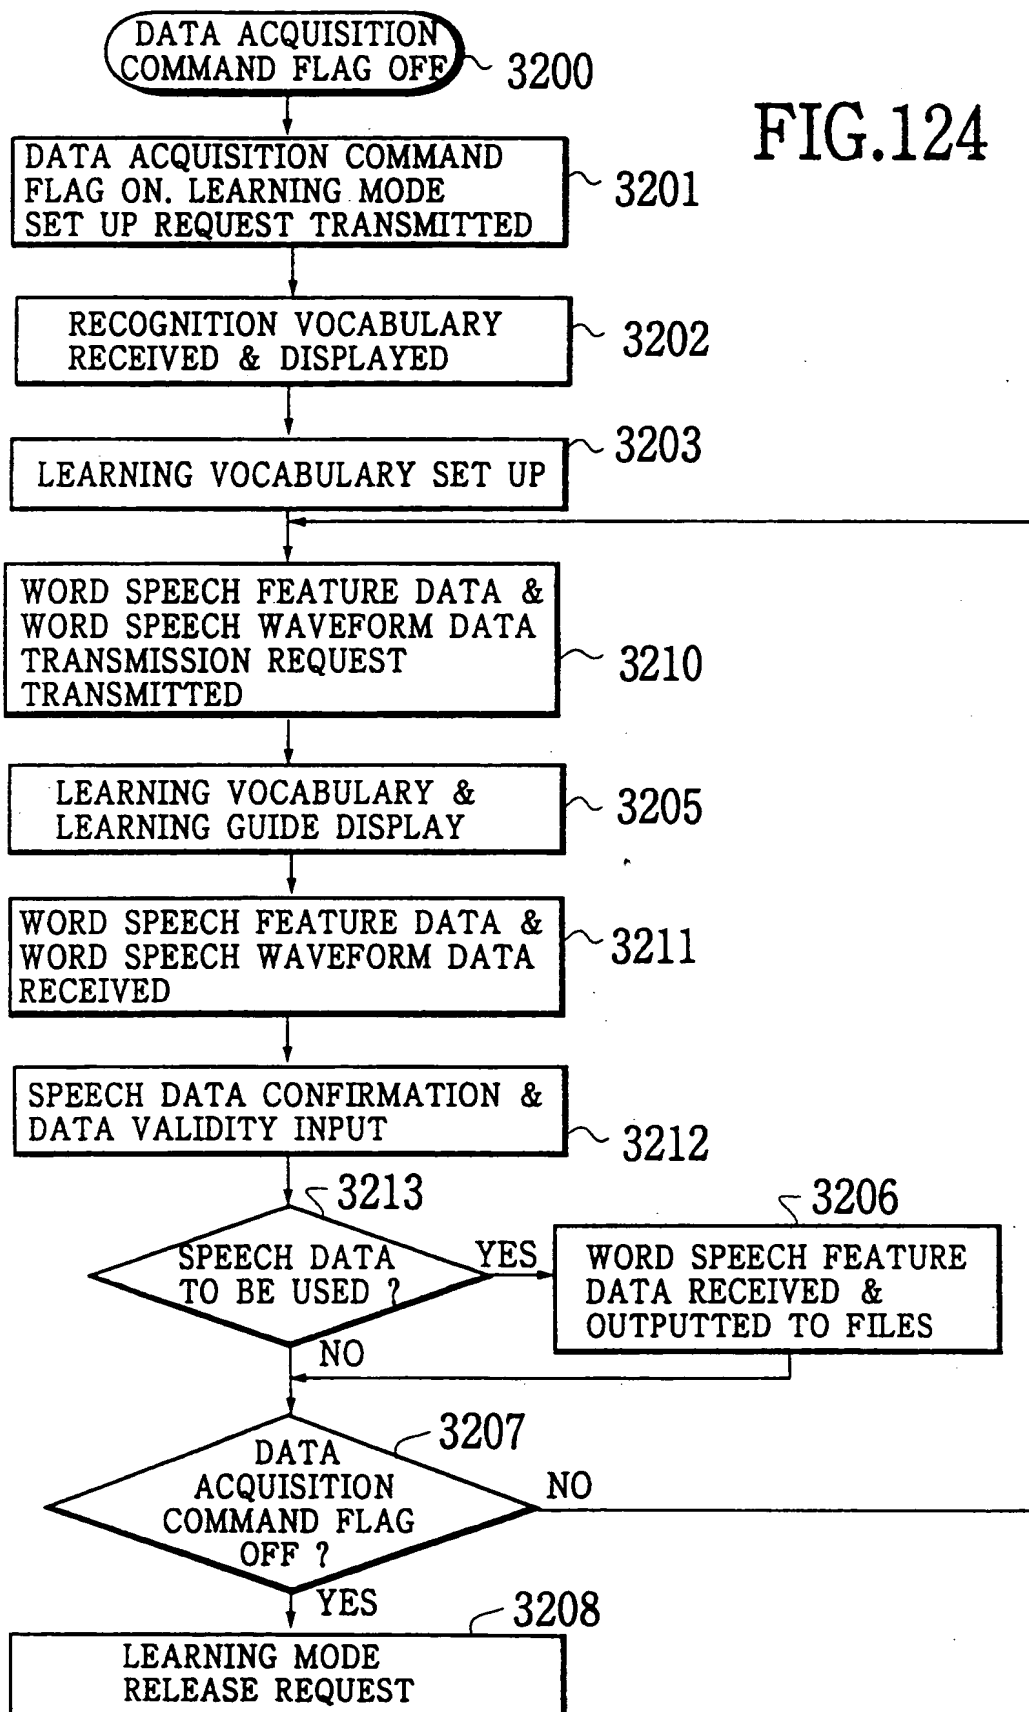 DATA ACQUISITION
COMMAND FLAG OFF
3200
FIG.124
DATA ACQUISITION COMMAND
FLAG ON. LEARNING MODE
SET UP REQUEST TRANSMITTED
3201
RECOGNITION VOCABULARY
RECEIVED & DISPLAYED
3202
3203
LEARNING VOCABULARY SET UP
WORD SPEECH FEATURE DATA &
WORD SPEECH WAVEFORM DATA
TRANSMISSION REQUEST
TRANSMITTED
3210
LEARNING VOCABULARY &
LEARNING GUIDE DISPLAY
3205
WORD SPEECH FEATURE DATA &
WORD SPEECH WAVEFORM DATA
RECEIVED
3211
SPEECH DATA CONFIRMATION &
DATA VALIDITY INPUT
3212
3213
SPEECH DATA
TO BE USED ?
YES
NO
3206
WORD SPEECH FEATURE
DATA RECEIVED &
OUTPUTTED TO FILES
3207
DATA
ACQUISITION
COMMAND FLAG
OFF ?
NO
YES
3208
LEARNING MODE
RELEASE REQUEST